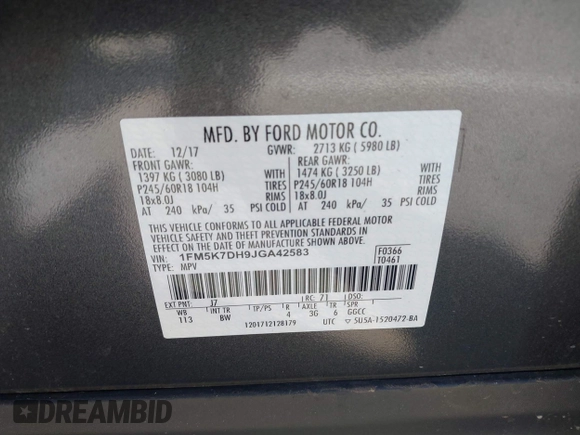 MFD. BY FORD MOTOR CO.
DATE: 12/17 GVWR: 2713 KG ( 5980 LB)
FRONT GAWR: REAR GAWR:
1397 KG ( 3080 LB) WITH 1474 KG ( 3250 LB) WITH
P245/60R18 104H TIRES P245/60R18 104H TIRES
18x8.0J RIMS 18x8.0J RIMS
AT 240 kPa/ 35 PSI COLD AT 240 kPa/ 35 PSI COLD
THIS VEHICLE CONFORMS TO ALL APPLICABLE FEDERAL MOTOR
VEHICLE SAFETY AND THEFT PREVENTION STANDARDS IN EFFECT
ON THE DATE OF MANUFACTURE SHOWN ABOVE.
VIN: 1FM5K7DH9JGA42583 F0366
TYPE: MPV T0461
EXT PNT: J7 RC: 71 DSO:
WB INT TR TP/PS R AXLE TR SPR
113 BW 4 3G 6 GGCC
1201712128179 UTC ▽ 5U5A-1520472-BA
DREAMBID